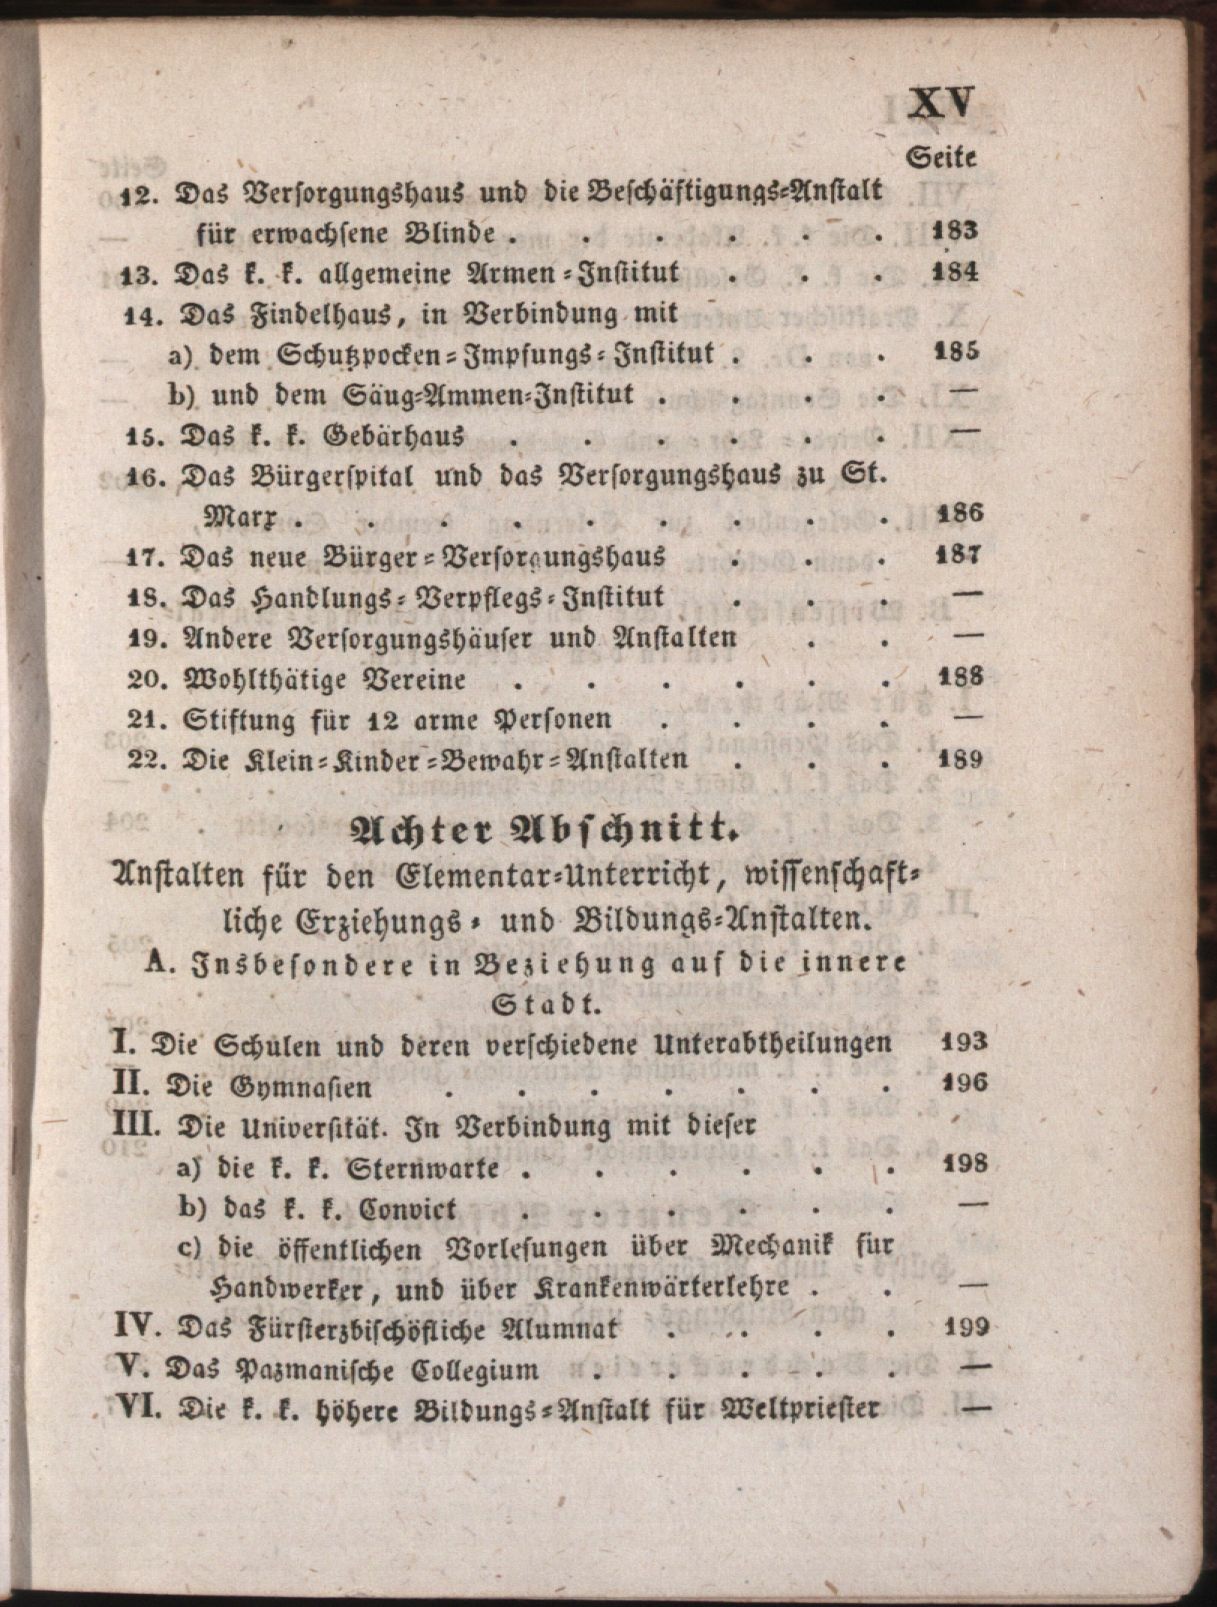 XV
Seite
12. Das Versorgungshaus und die Beschäftigungs-Anstalt
für erwachsene Blinde . . . . . . 183
13. Das k. k. allgemeine Armen-Institut . . . 184
14. Das Findelhaus, in Verbindung mit
a) dem Schutzpocken-Impfungs-Institut . . . 185
b) und dem Säug-Ammen-Institut . . . . —
15. Das k. k. Gebärhaus . . . . . . —
16. Das Bürgerspital und das Versorgungshaus zu St.
Marx . . . . . . . . . 186
17. Das neue Bürger-Versorgungshaus . . . 187
18. Das Handlungs-Verpflegs-Institut . . . —
19. Andere Versorgungshäuser und Anstalten . . —
20. Wohlthätige Vereine . . . . . . 188
21. Stiftung für 12 arme Personen . . . . —
22. Die Klein-Kinder-Bewahr-Anstalten . . . 189
Achter Abschnitt.
Anstalten für den Elementar-Unterricht, wissenschaft-
liche Erziehungs- und Bildungs-Anstalten.
A. Insbesondere in Beziehung auf die innere
Stadt.
I. Die Schulen und deren verschiedene Unterabtheilungen 193
II. Die Gymnasien . . . . . . . 196
III. Die Universität. In Verbindung mit dieser
a) die k. k. Sternwarte . . . . . . 198
b) das k. k. Convict . . . . . . —
c) die öffentlichen Vorlesungen über Mechanik für
Handwerker, und über Krankenwärterlehre . . —
IV. Das Fürsterzbischöfliche Alumnat . . . . 199
V. Das Pazmanische Collegium . . . . . —
VI. Die k. k. höhere Bildungs-Anstalt für Weltpriester —